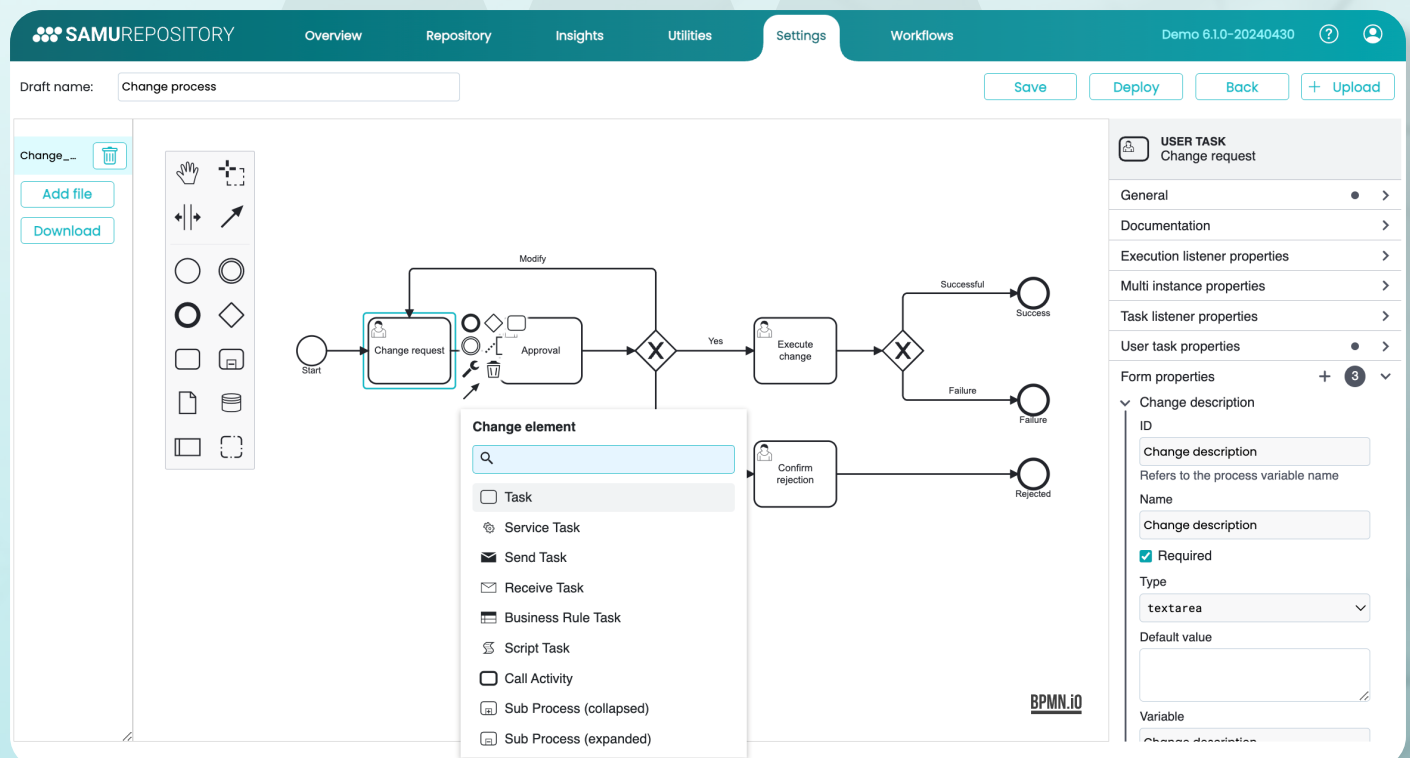 SAMUREPOSITORY
Overview
Repository
Insights
Utilities
Settings
Workflows
Demo 6.1.0-20240430
?
Draft name:
Change process
Save
Deploy
Back
+ Upload
Change_...
Add file
Download
Modify
Start
Change request
Approval
X
Yes
Execute
change
X
Successful
Success
Failure
Failure
Confirm
rejection
Rejected
Change element
Task
Service Task
Send Task
Receive Task
Business Rule Task
Script Task
Call Activity
Sub Process (collapsed)
Sub Process (expanded)
BPMN.iO
USER TASK
Change request
General
Documentation
Execution listener properties
Multi instance properties
Task listener properties
User task properties
Form properties + 3
Change description
ID
Change description
Refers to the process variable name
Name
Change description
Required
Type
textarea
Default value
Variable
Change description